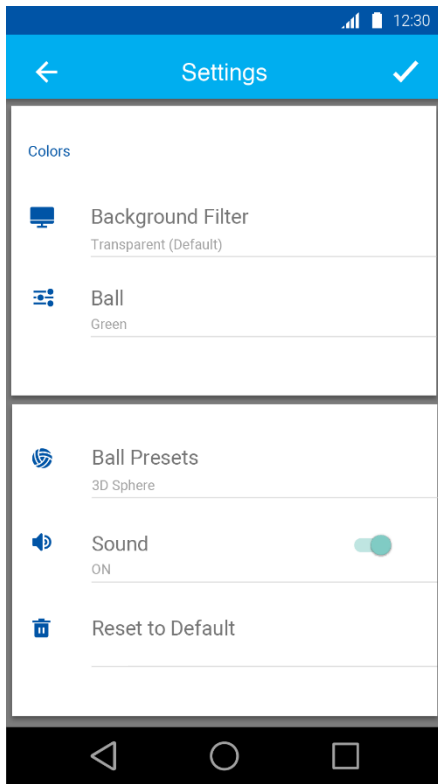 12:30
Settings
Colors
Background Filter
Transparent (Default)
Ball
Green
Ball Presets
3D Sphere
Sound
ON
Reset to Default